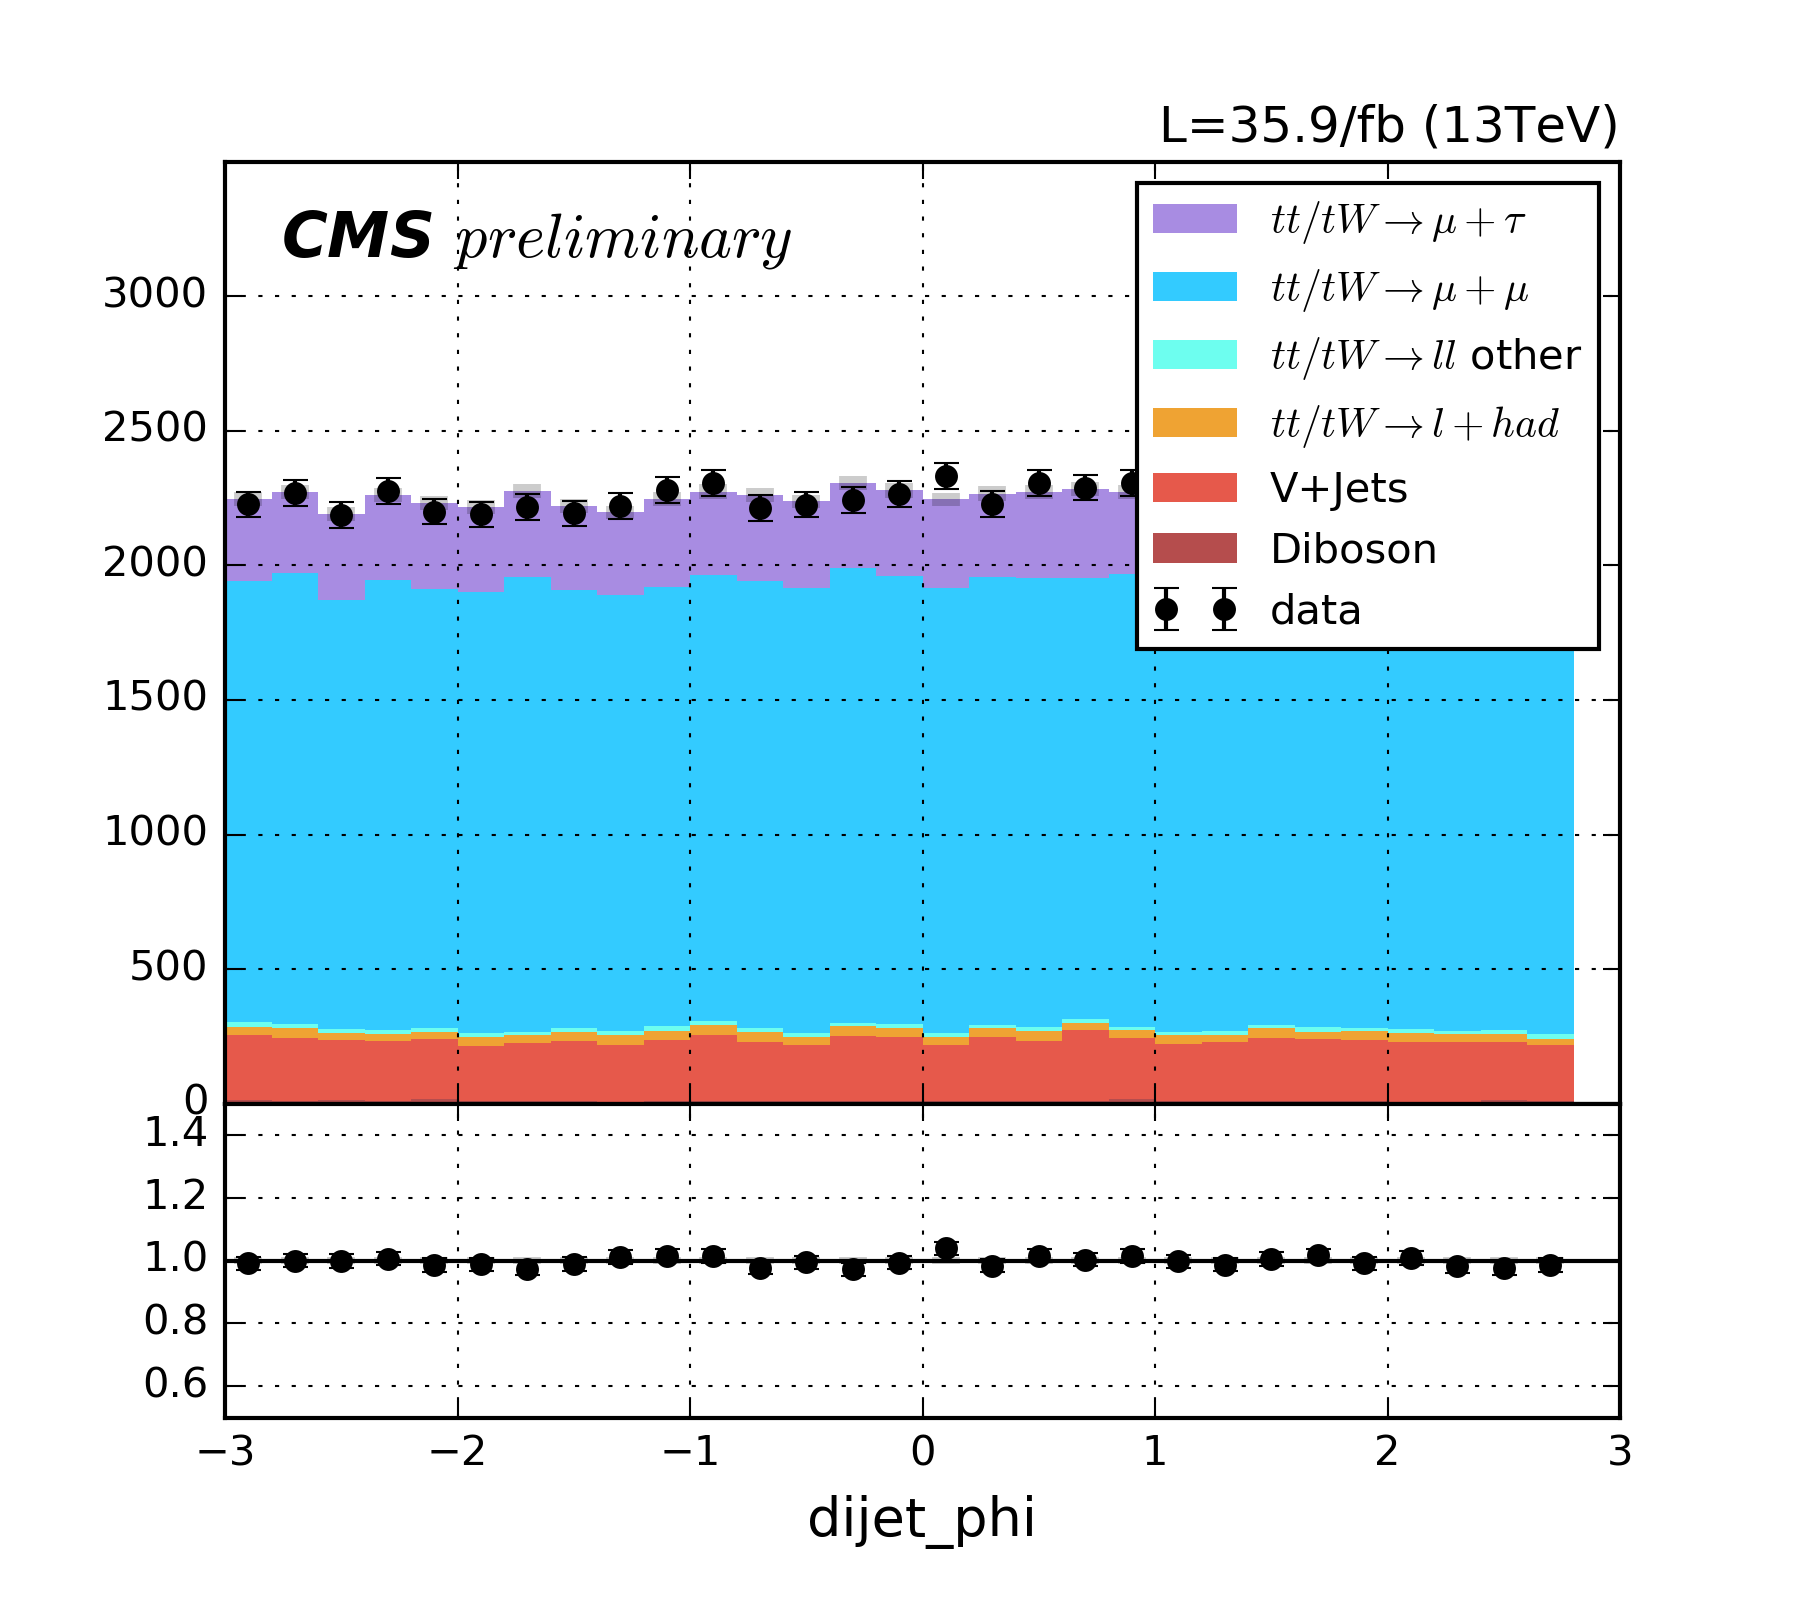 L=35.9/fb (13TeV)
CMS preliminary
tt/tW→μ+τ
tt/tW→μ+μ
tt/tW→ll other
tt/tW→l+had
V+Jets
Diboson
data
3000
2500
2000
1500
1000
500
0
1.4
1.2
1.0
0.8
0.6
−3 −2 −1 0 1 2 3
dijet_phi